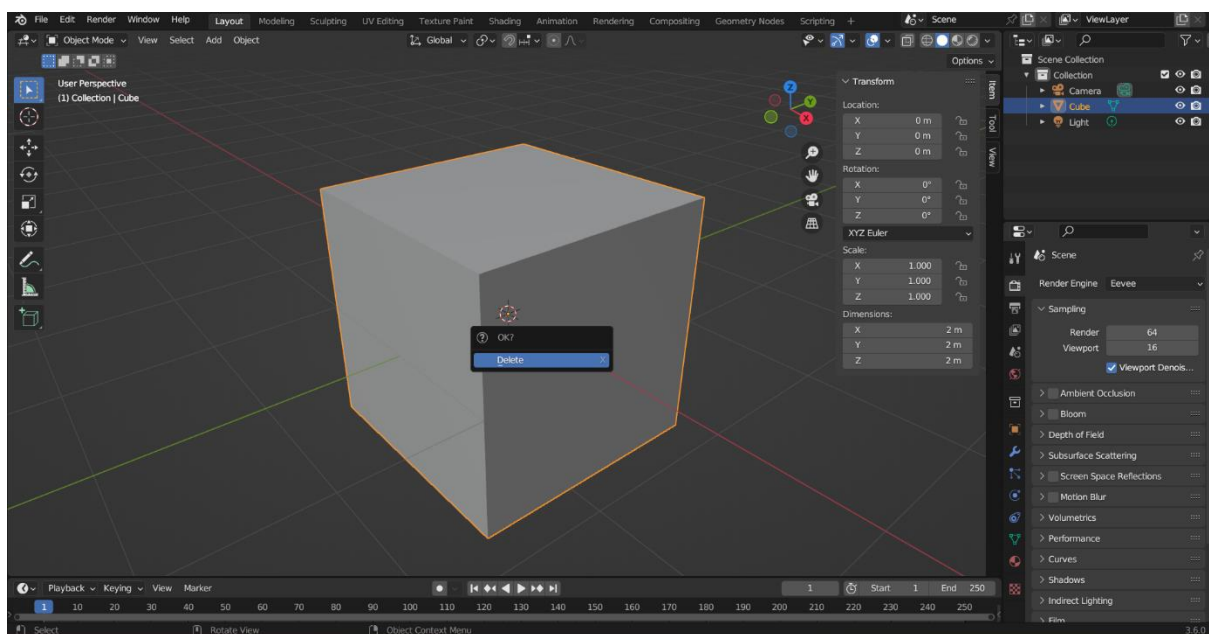 File Edit Render Window Help Layout Modeling Sculpting UV Editing Texture Paint Shading Animation Rendering Compositing Geometry Nodes Scripting + Scene ViewLayer
Object Mode View Select Add Object Global
Options
User Perspective
(1) Collection | Cube
Transform
Location:
X 0 m
Y 0 m
Z 0 m
Rotation:
X 0°
Y 0°
Z 0°
XYZ Euler
Scale:
X 1.000
Y 1.000
Z 1.000
Dimensions:
X 2 m
Y 2 m
Z 2 m
Item
Tool
View
Z
Y
X
OK?
Delete X
Scene Collection
Collection
Camera
Cube
Light
Scene
Render Engine Eevee
Sampling
Render 64
Viewport 16
Viewport Denois...
Ambient Occlusion
Bloom
Depth of Field
Subsurface Scattering
Screen Space Reflections
Motion Blur
Volumetrics
Performance
Curves
Shadows
Indirect Lighting
Film
Playback Keying View Marker 1 Start 1 End 250
1 10 20 30 40 50 60 70 80 90 100 110 120 130 140 150 160 170 180 190 200 210 220 230 240 250
Select Rotate View Object Context Menu 3.6.0